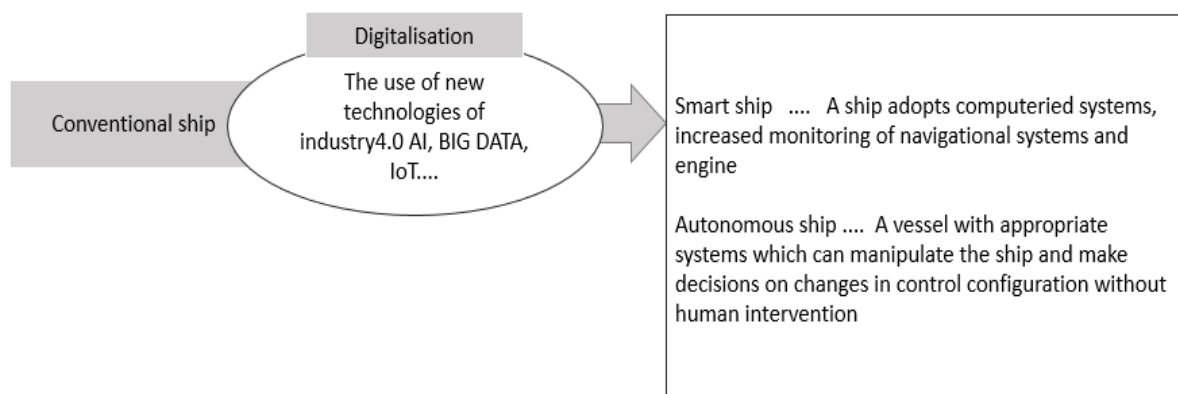 Digitalisation
Conventional ship
The use of new
technologies of
industry4.0 AI, BIG DATA,
IoT....
Smart ship .... A ship adopts computeried systems,
increased monitoring of navigational systems and
engine
Autonomous ship .... A vessel with appropriate
systems which can manipulate the ship and make
decisions on changes in control configuration without
human intervention